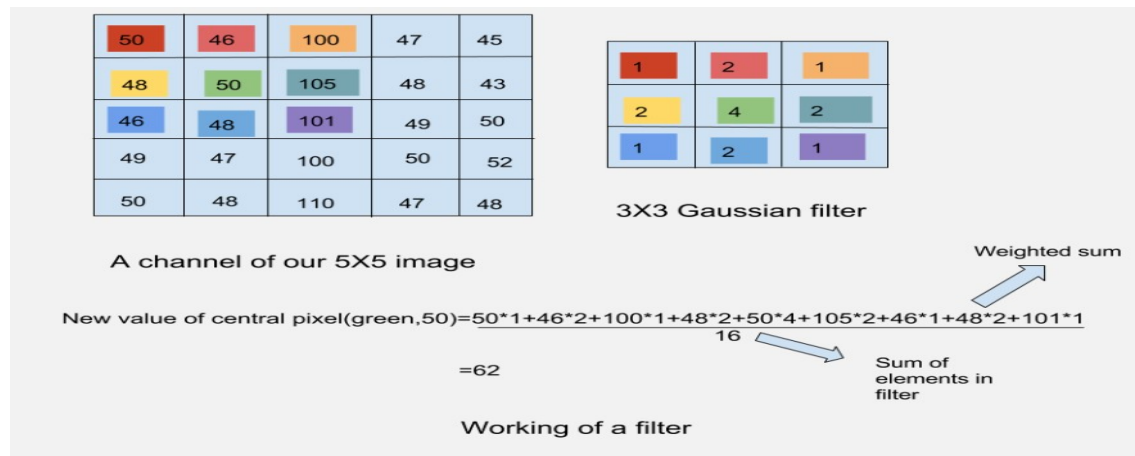 50 46 100 47 45
48 50 105 48 43
46 48 101 49 50
49 47 100 50 52
50 48 110 47 48
A channel of our 5X5 image
1 2 1
2 4 2
1 2 1
3X3 Gaussian filter
Weighted sum
New value of central pixel(green,50)=50*1+46*2+100*1+48*2+50*4+105*2+46*1+48*2+101*1
16
Sum of
elements in
filter
=62
Working of a filter